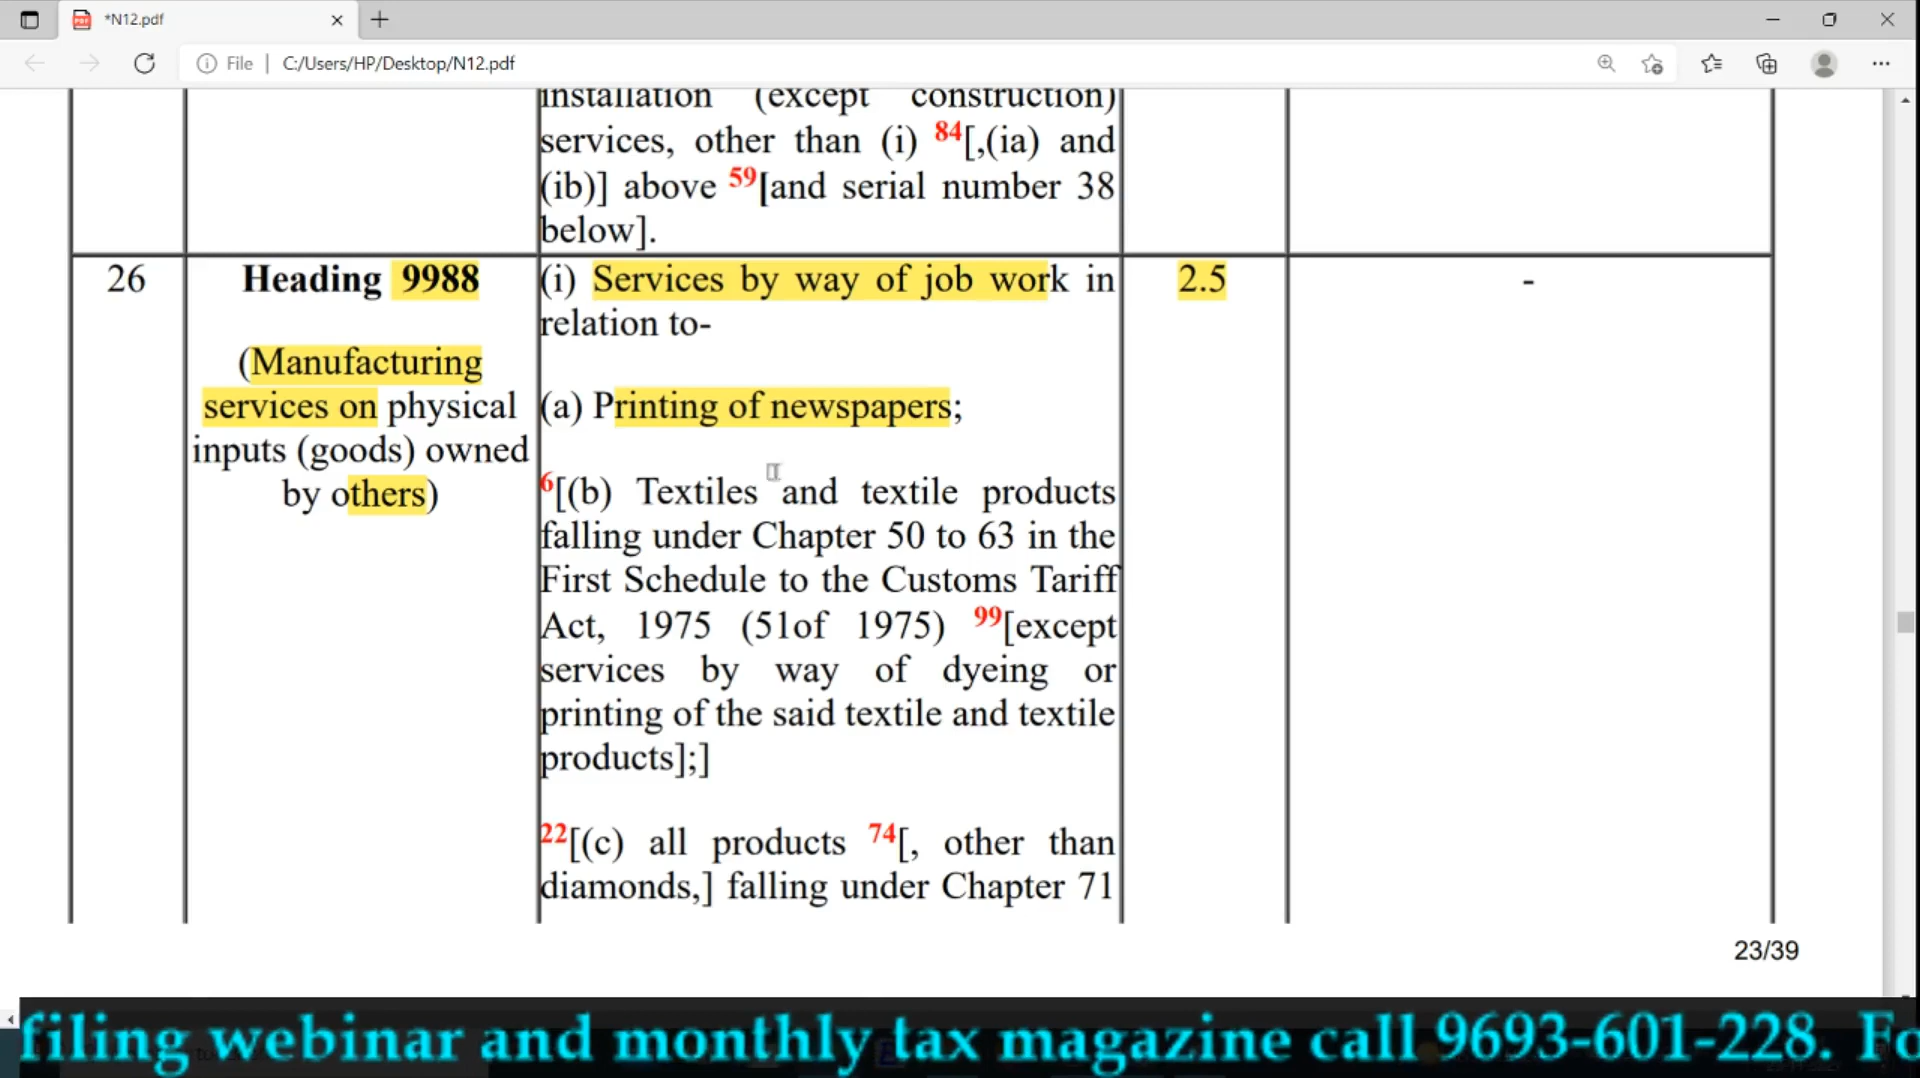 *N12.pdf
File
C:/Users/HP/Desktop/N12.pdf
installation (except construction)
services, other than (i) 84[,(ia) and
(ib)] above 59[and serial number 38
below].
26
Heading 9988
(Manufacturing
services on physical
inputs (goods) owned
by others)
(i) Services by way of job work in
relation to-
(a) Printing of newspapers;
6[(b) Textiles and textile products
falling under Chapter 50 to 63 in the
First Schedule to the Customs Tariff
Act, 1975 (51of 1975) 99[except
services by way of dyeing or
printing of the said textile and textile
products];]
22[(c) all products 74[, other than
diamonds,] falling under Chapter 71
2.5
-
23/39
filing webinar and monthly tax magazine call 9693-601-228. Fo